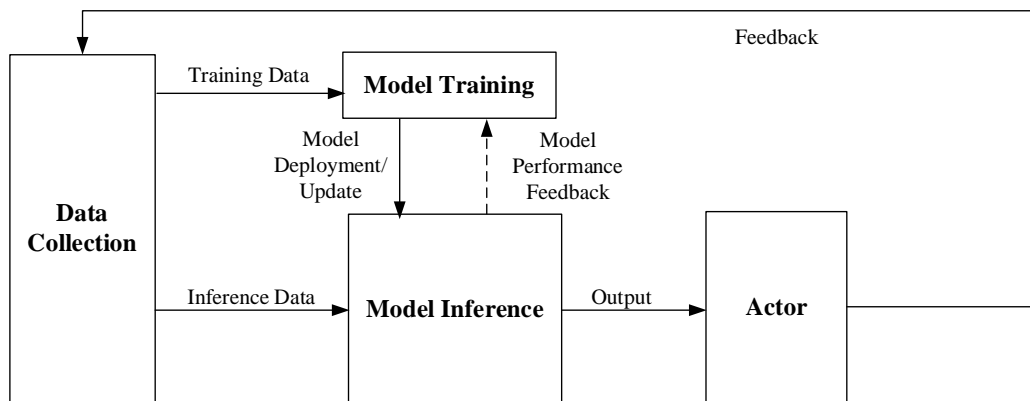 Feedback
Training Data
Model Training
Model
Deployment/
Update
Model
Performance
Feedback
Data
Collection
Inference Data
Model Inference
Output
Actor